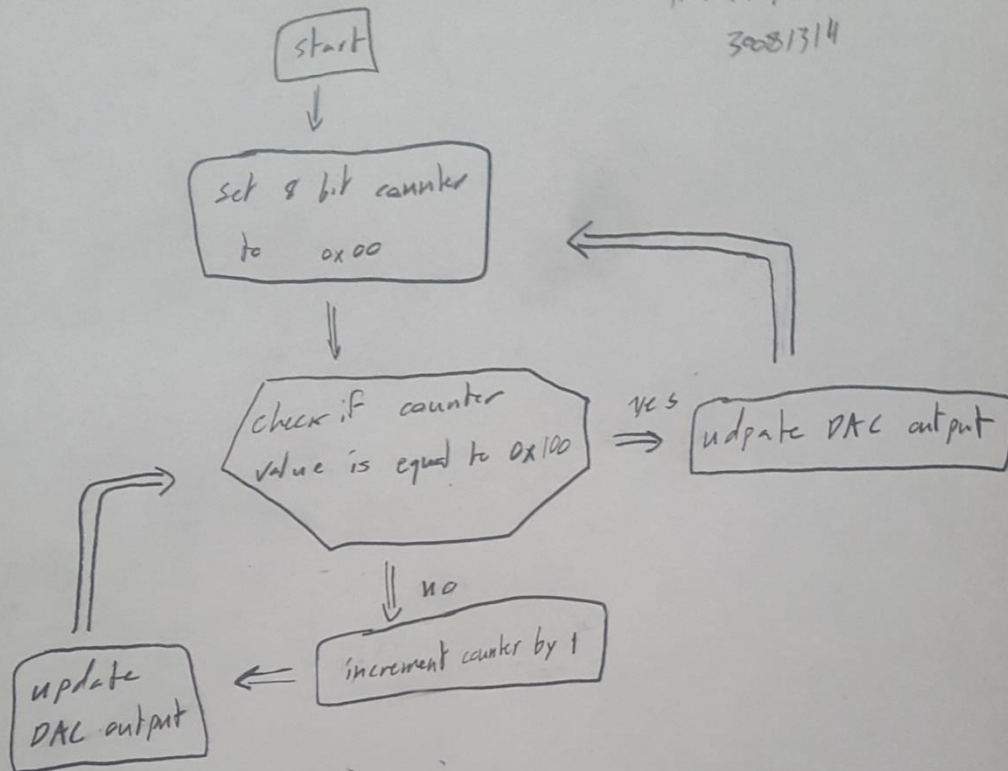 30081314
start
set 8 bit counter
to 0x00
check if counter
value is equal to 0x100
yes
udpate DAC output
no
increment counter by 1
update
DAC output